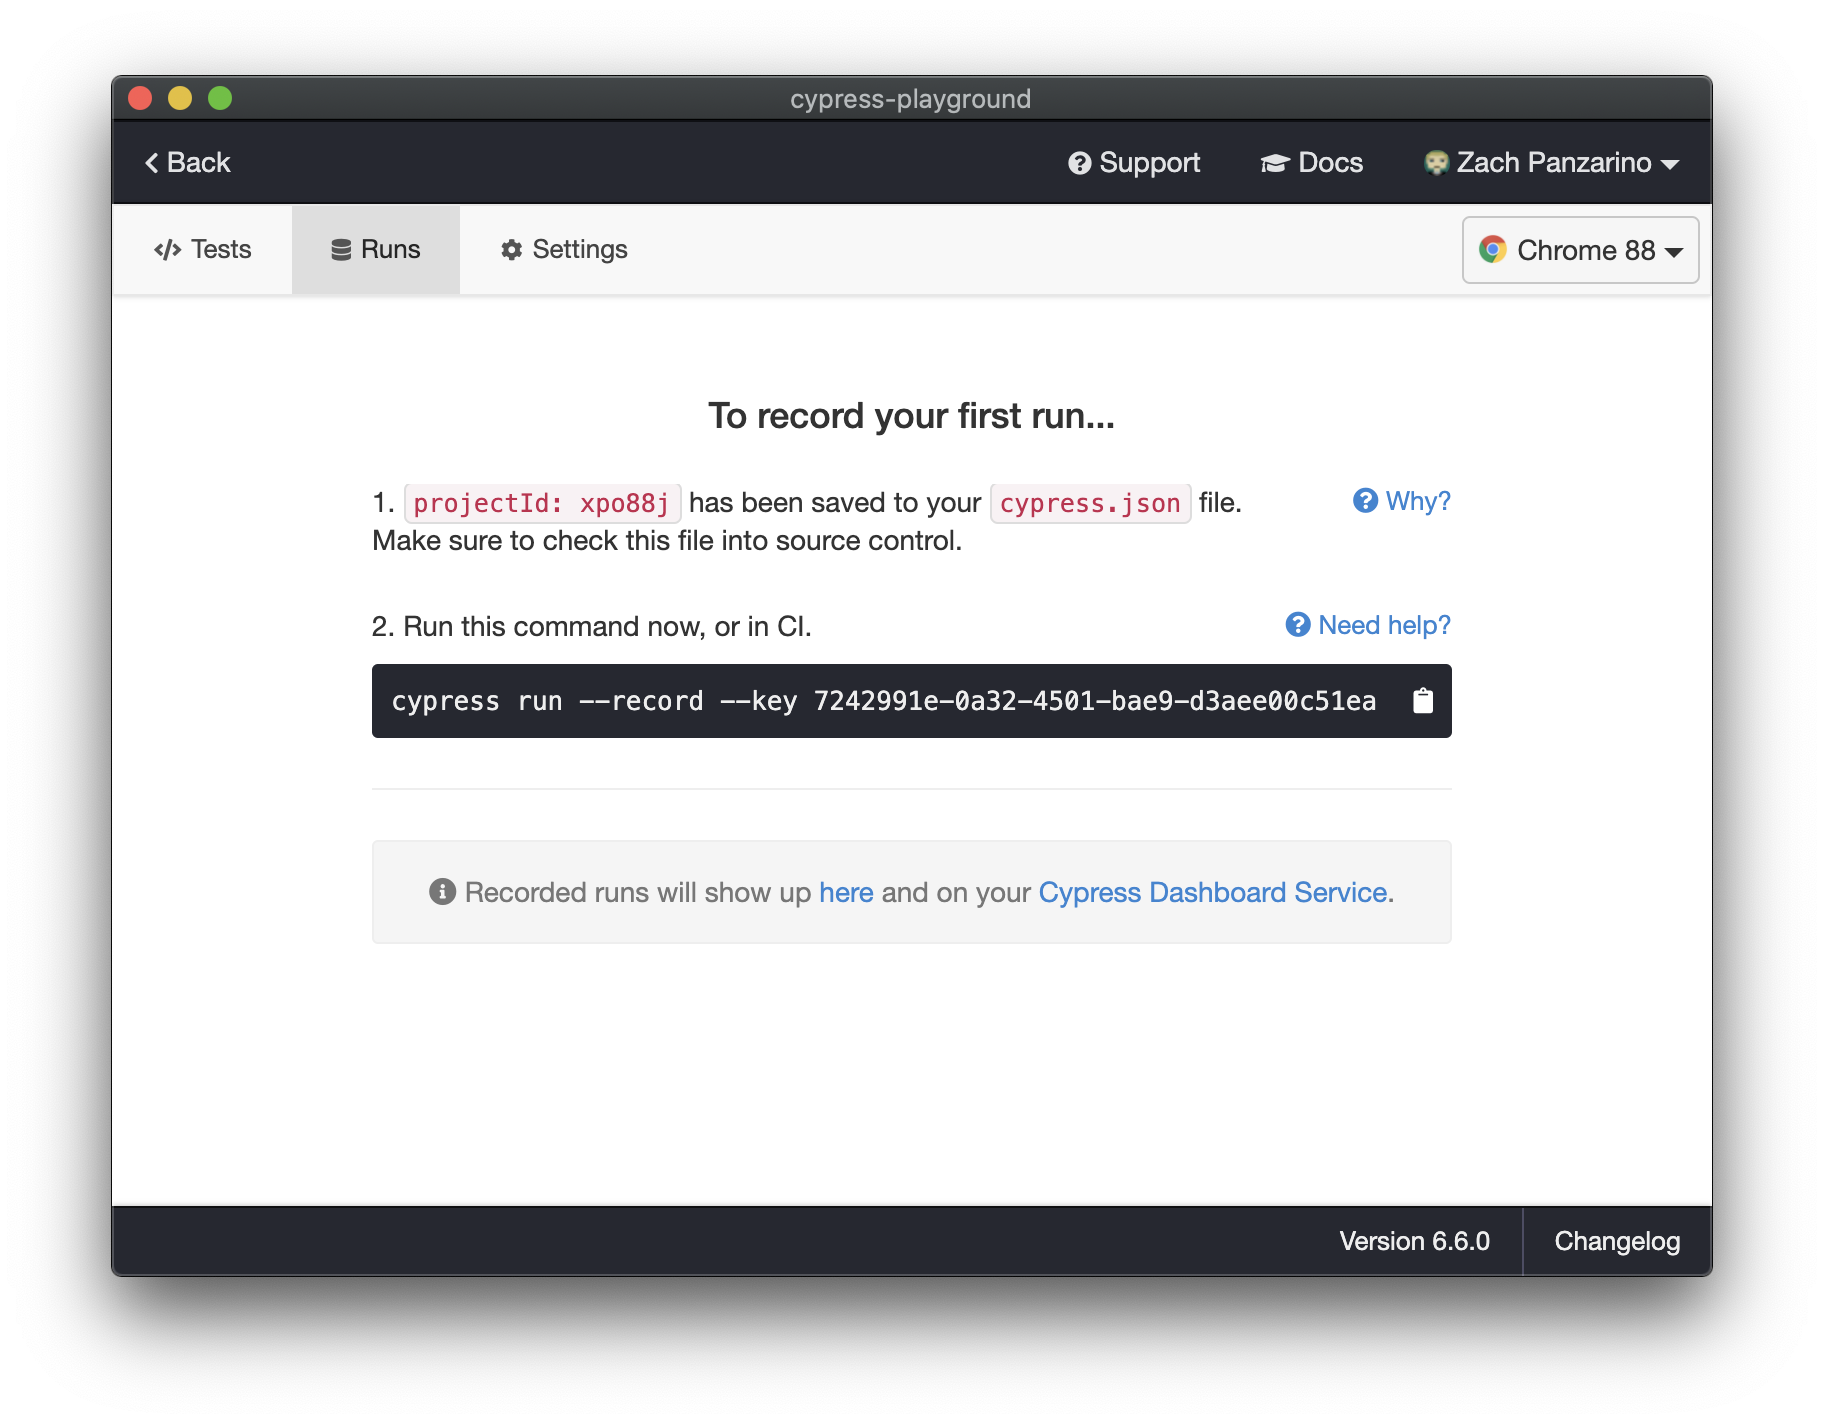 cypress-playground
Back
Support
Docs
Zach Panzarino
Tests
Runs
Settings
Chrome 88
To record your first run...
1. projectId: xpo88j has been saved to your cypress.json file.
Why?
Make sure to check this file into source control.
2. Run this command now, or in CI.
Need help?
cypress run --record --key 7242991e-0a32-4501-bae9-d3aee00c51ea
Recorded runs will show up here and on your Cypress Dashboard Service.
Version 6.6.0
Changelog